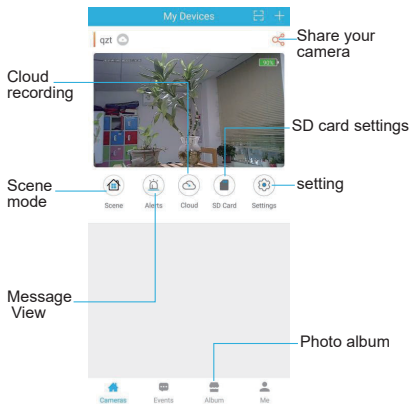 My Devices
qzt
Share your
camera
90%
Cloud
recording
SD card settings
Scene
mode
setting
Scene
Alerts
Cloud
SD Card
Settings
Message
View
Photo album
Cameras
Events
Album
Me